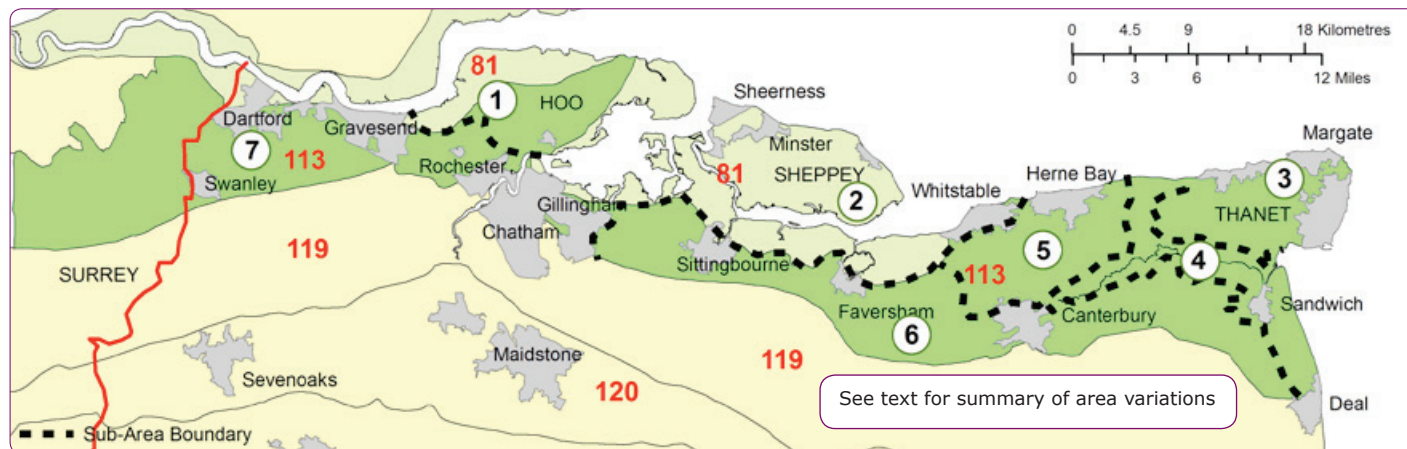 0 4.5 9 18 Kilometres
0 3 6 12 Miles
81
1
HOO
Sheerness
Dartford
Gravesend
Minster
Margate
7
113
Rochester
81
SHEPPEY
Herne Bay
3
Swanley
2
Whitstable
THANET
Gillingham
Chatham
5
4
119
Sittingbourne
113
SURREY
Faversham
Canterbury
Sandwich
6
Maidstone
119
Sevenoaks
120
See text for summary of area variations
Deal
Sub-Area Boundary